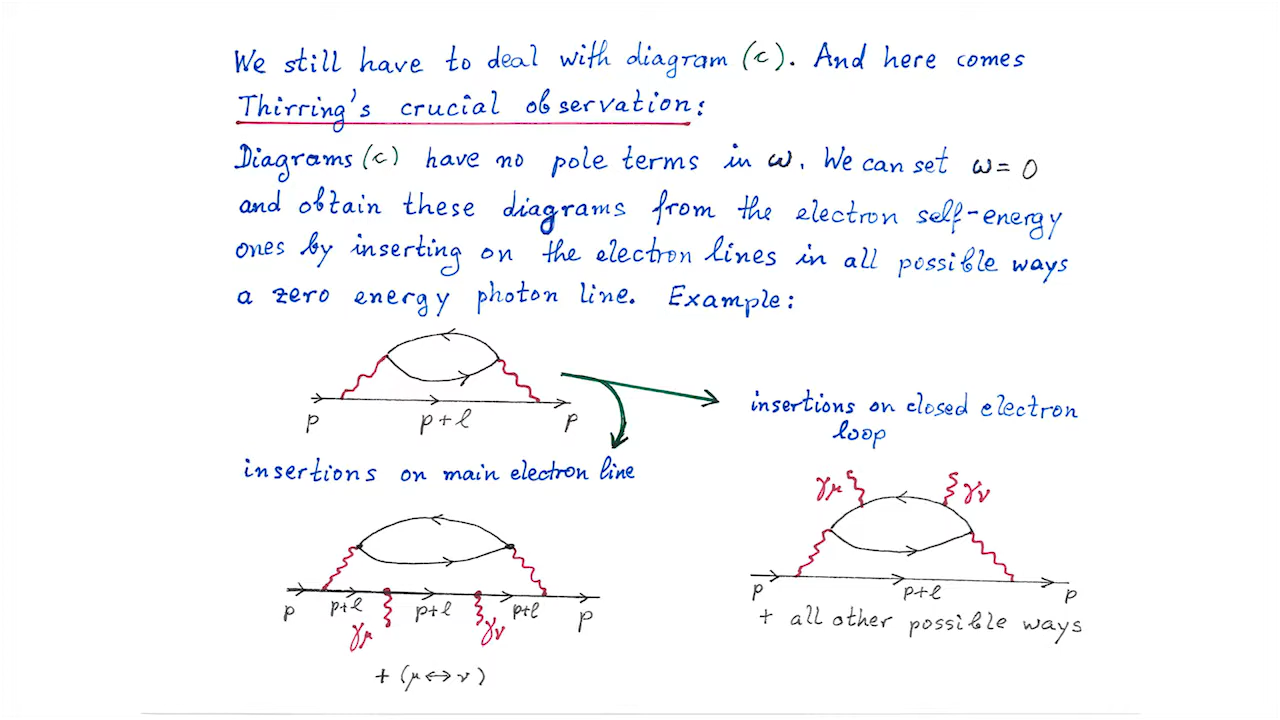 We still have to deal with diagram (c). And here comes
Thirring's crucial observation:
Diagrams (c) have no pole terms in ω. We can set ω = 0
and obtain these diagrams from the electron self-energy
ones by inserting on the electron lines in all possible ways
a zero energy photon line. Example:
p p+l p
insertions on closed electron
loop
insertions on main electron line
γμ γν
p p+l p
+ all other possible ways
p p+l p+l p+l p
γμ γν
+ (μ ↔ ν)